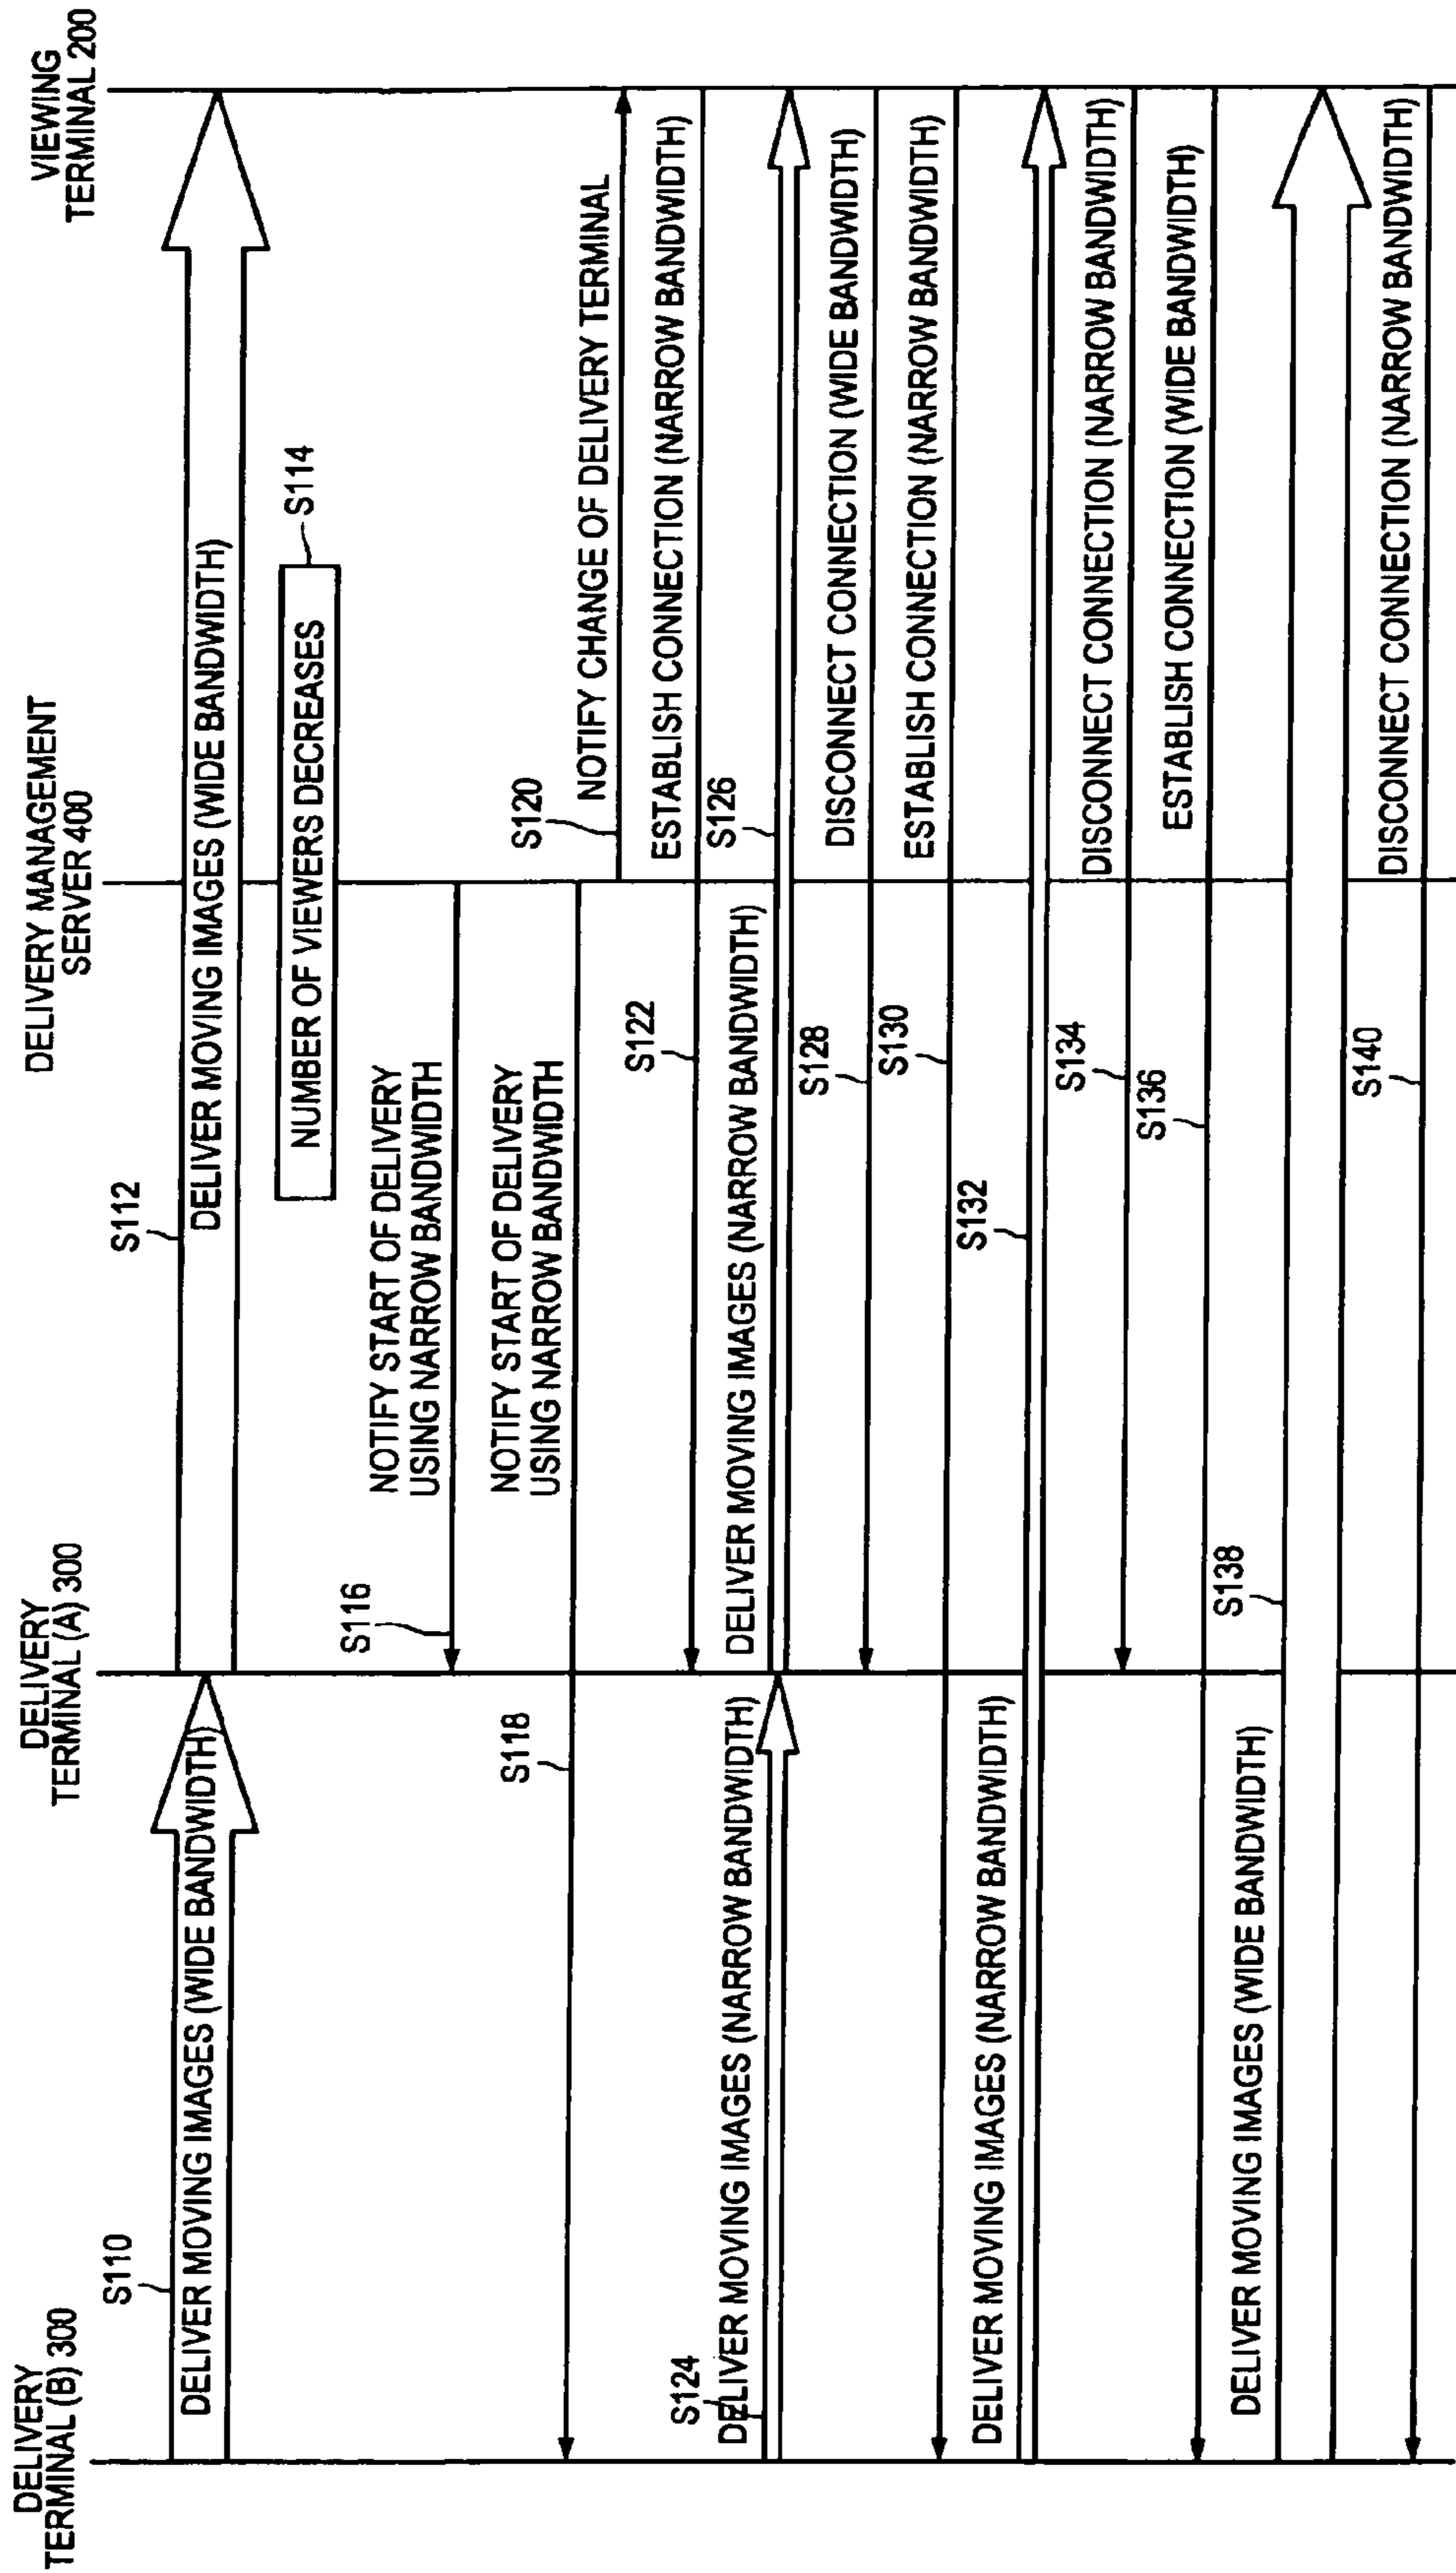 DELIVERY
TERMINAL (B) 300
DELIVERY
TERMINAL (A) 300
DELIVERY MANAGEMENT
SERVER 400
VIEWING
TERMINAL 200
S110
DELIVER MOVING IMAGES (WIDE BANDWIDTH)
S112
DELIVER MOVING IMAGES (WIDE BANDWIDTH)
NUMBER OF VIEWERS DECREASES
S114
S116
NOTIFY START OF DELIVERY
USING NARROW BANDWIDTH
S118
NOTIFY START OF DELIVERY
USING NARROW BANDWIDTH
S120
NOTIFY CHANGE OF DELIVERY TERMINAL
S122
ESTABLISH CONNECTION (NARROW BANDWIDTH)
S124
DELIVER MOVING IMAGES (NARROW BANDWIDTH)
DELIVER MOVING IMAGES (NARROW BANDWIDTH)
S126
S128
DISCONNECT CONNECTION (WIDE BANDWIDTH)
S130
ESTABLISH CONNECTION (NARROW BANDWIDTH)
DELIVER MOVING IMAGES (NARROW BANDWIDTH)
S132
S134
DISCONNECT CONNECTION (NARROW BANDWIDTH)
S136
ESTABLISH CONNECTION (WIDE BANDWIDTH)
DELIVER MOVING IMAGES (WIDE BANDWIDTH)
S138
S140
DISCONNECT CONNECTION (NARROW BANDWIDTH)